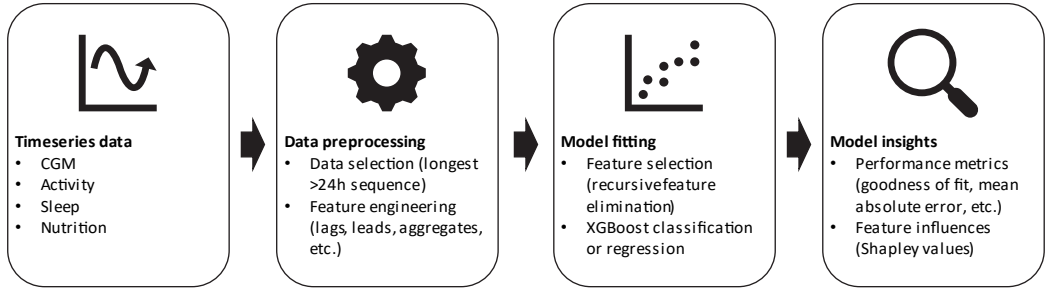 Timeseries data
• CGM
• Activity
• Sleep
• Nutrition
Data preprocessing
• Data selection (longest
>24h sequence)
• Feature engineering
(lags, leads, aggregates,
etc.)
Model fitting
• Feature selection
(recursive feature
elimination)
• XGBoost classification
or regression
Model insights
• Performance metrics
(goodness of fit, mean
absolute error, etc.)
• Feature influences
(Shapley values)